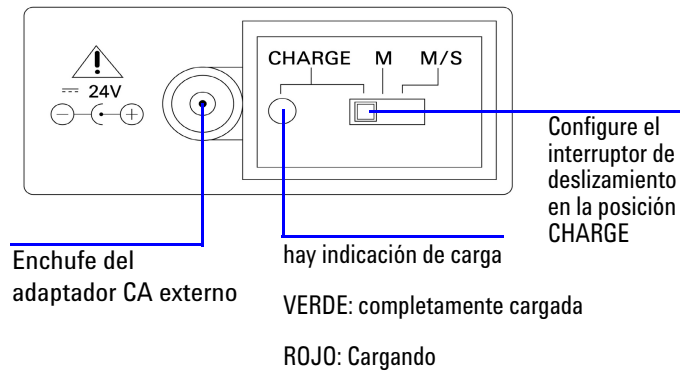 CHARGE M M/S
24V
Configure el
interruptor de
deslizamiento
en la posición
CHARGE
Enchufe del
adaptador CA externo
hay indicación de carga
VERDE: completamente cargada
ROJO: Cargando